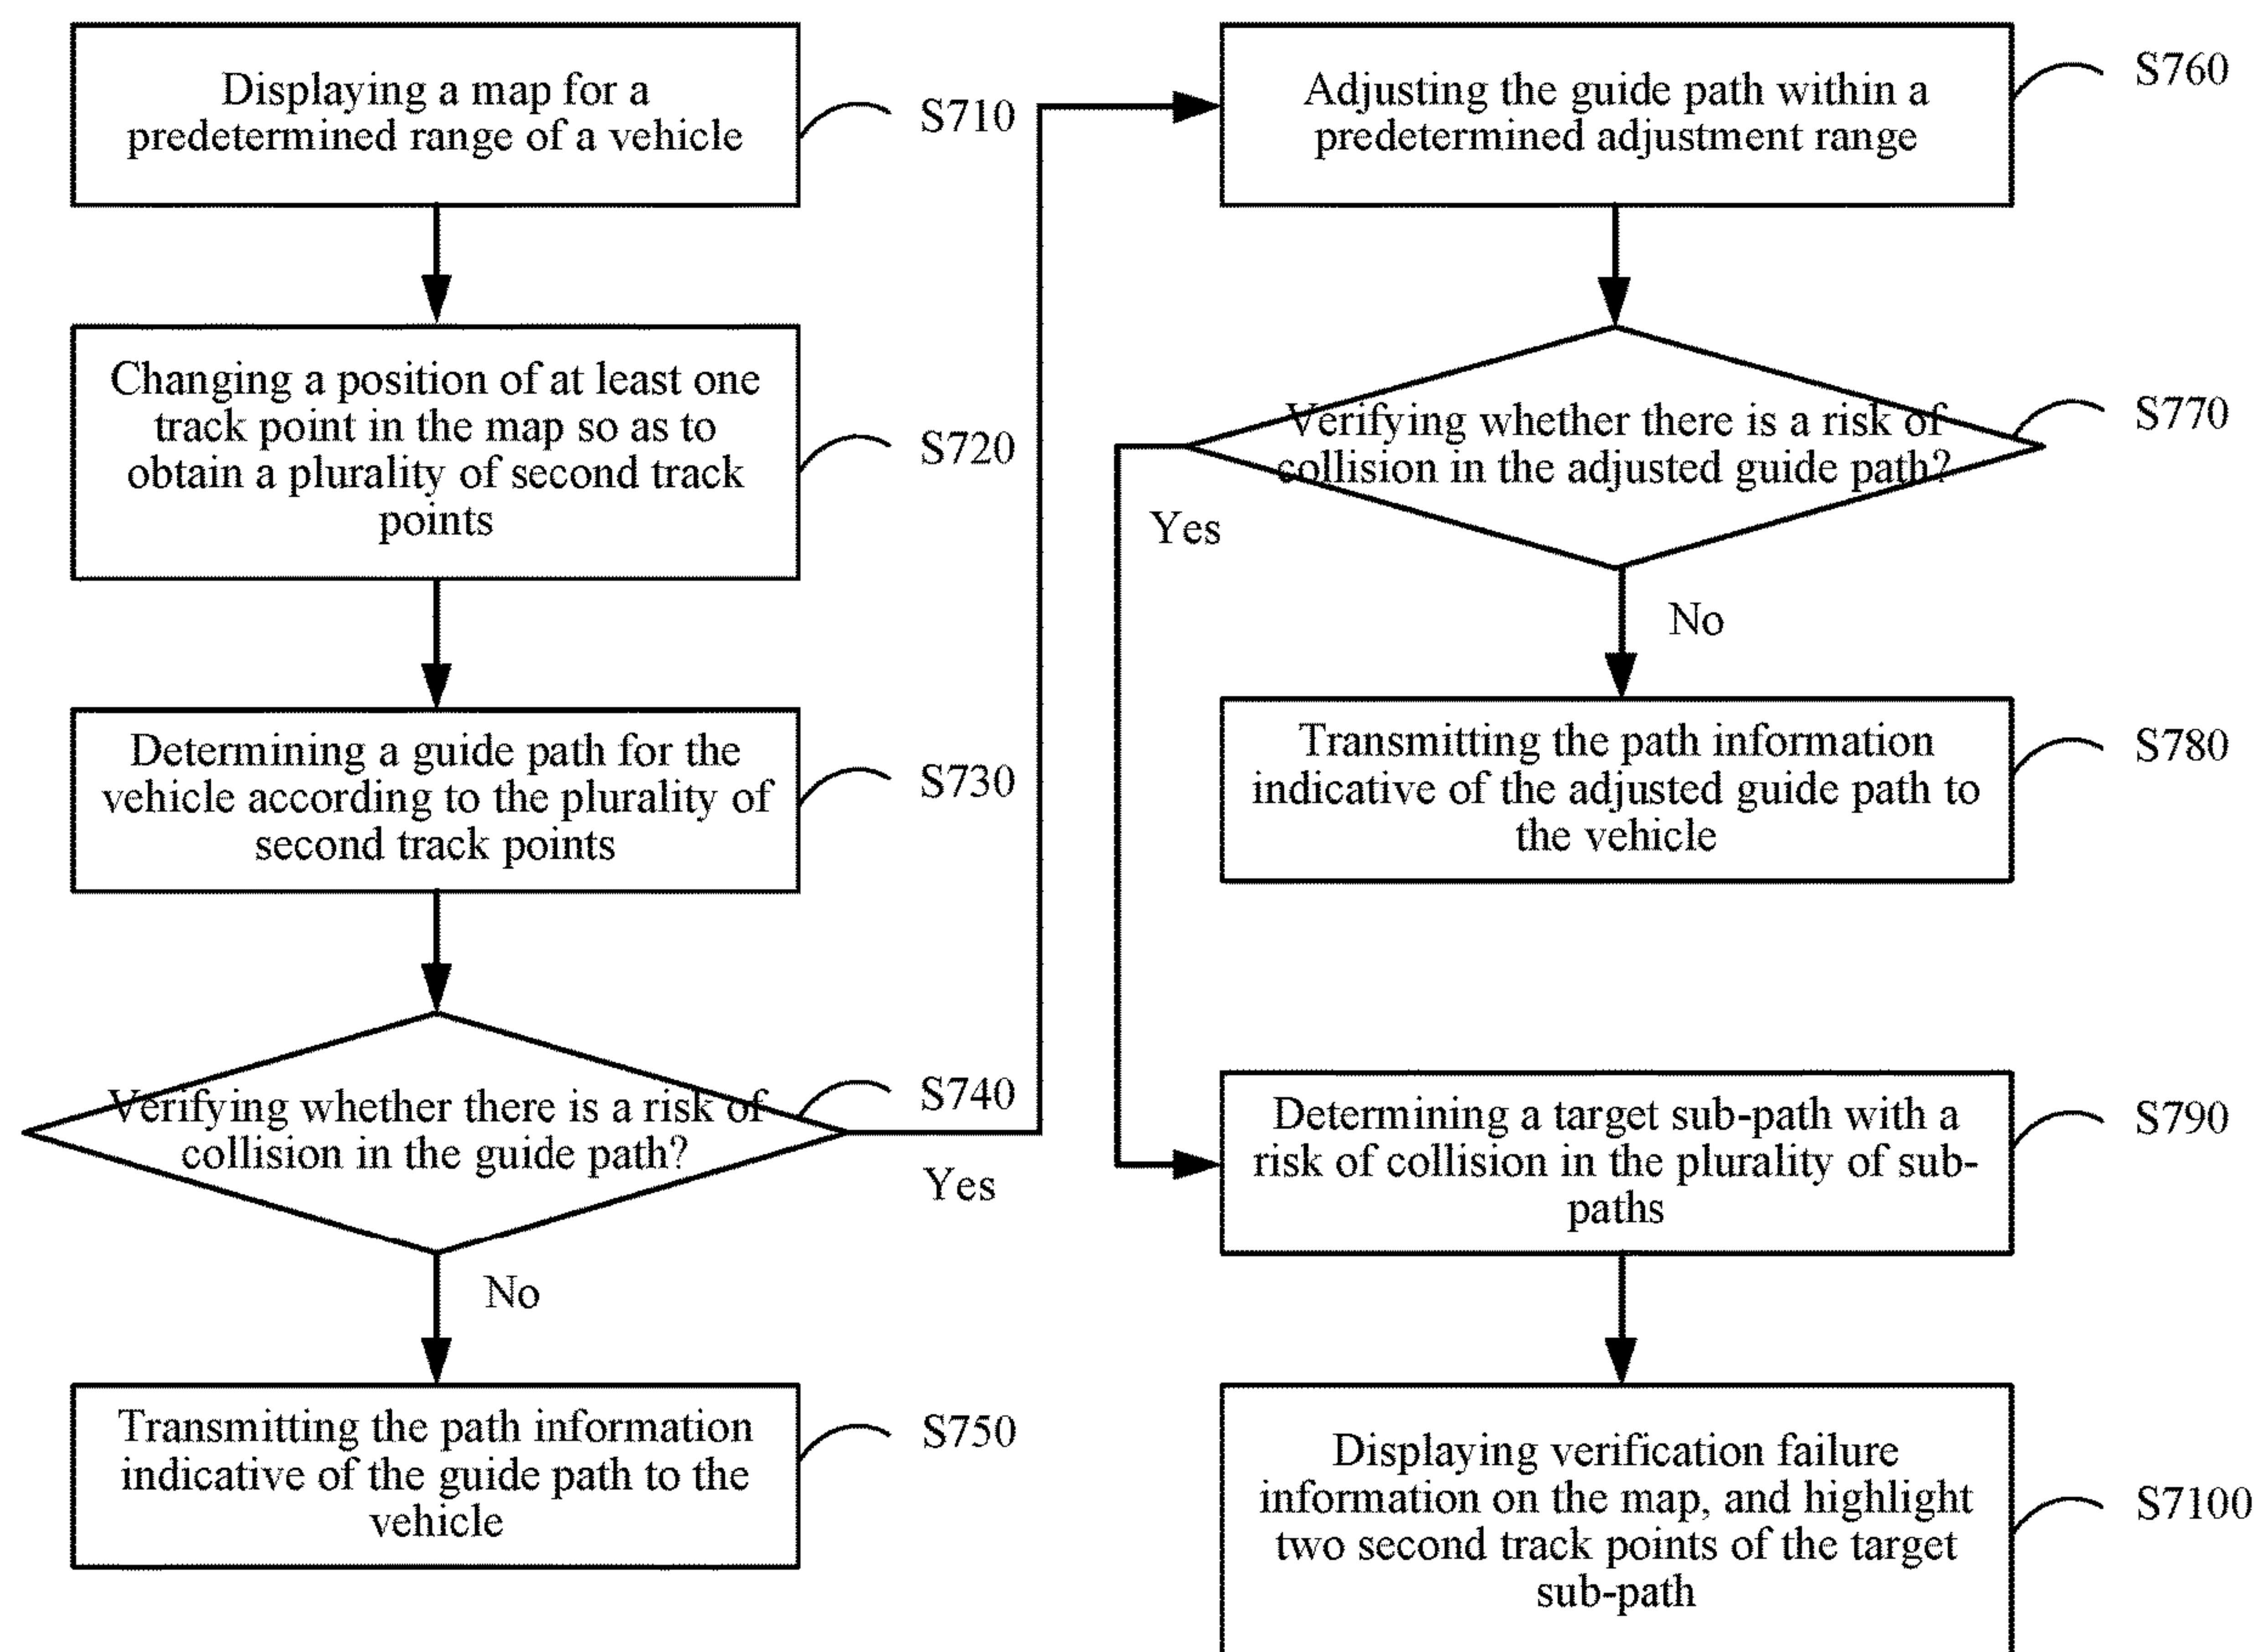 Displaying a map for a
predetermined range of a vehicle
S710
Changing a position of at least one
track point in the map so as to
obtain a plurality of second track
points
S720
Determining a guide path for the
vehicle according to the plurality of
second track points
S730
Verifying whether there is a risk of
collision in the guide path?
S740
Yes
No
Transmitting the path information
indicative of the guide path to the
vehicle
S750
Adjusting the guide path within a
predetermined adjustment range
S760
Verifying whether there is a risk of
collision in the adjusted guide path?
S770
Yes
No
Transmitting the path information
indicative of the adjusted guide path to
the vehicle
S780
Determining a target sub-path with a
risk of collision in the plurality of sub-
paths
S790
Displaying verification failure
information on the map, and highlight
two second track points of the target
sub-path
S7100